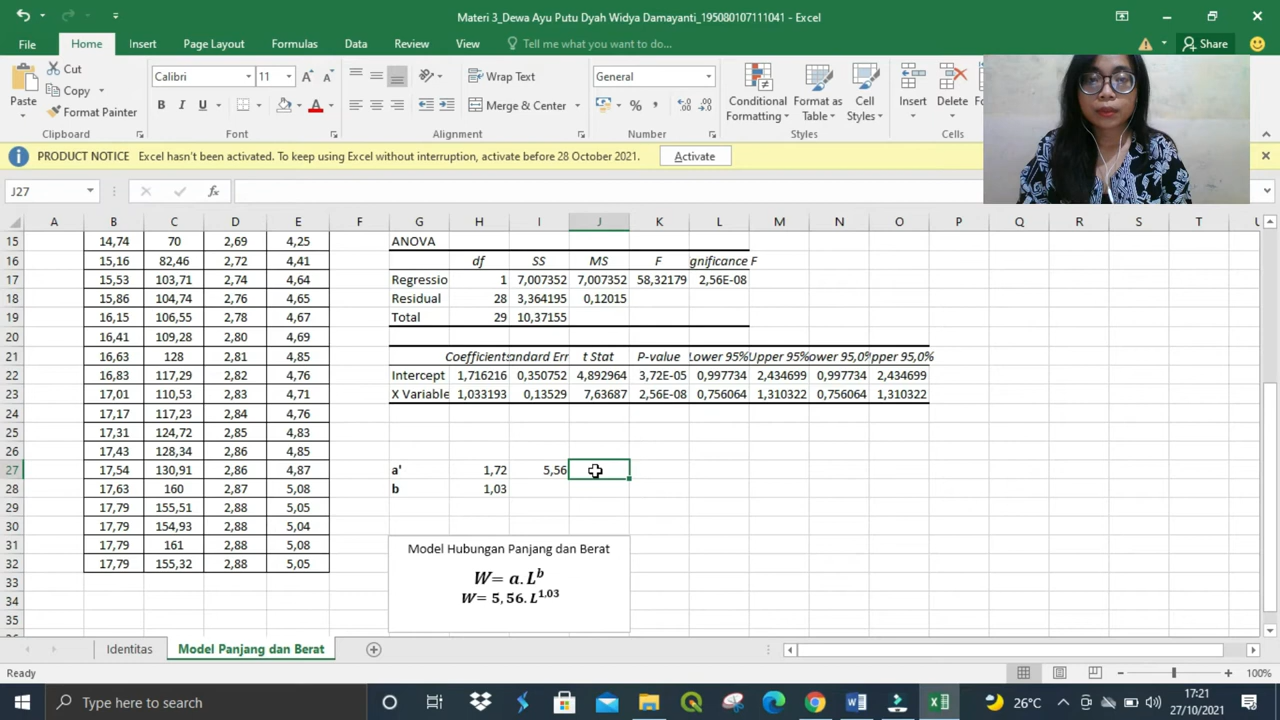 Materi 3_Dewa Ayu Putu Dyah Widya Damayanti_195080107111041 - Excel
File Home Insert Page Layout Formulas Data Review View Tell me what you want to do... Share
Paste Cut Copy Format Painter
Calibri 11 Wrap Text General
B I U A Merge & Center % Conditional Formatting Format as Table Cell Styles Insert Delete
Clipboard Font Alignment Number Styles Cells
PRODUCT NOTICE Excel hasn't been activated. To keep using Excel without interruption, activate before 28 October 2021. Activate
J27 fx
A B C D E F G H I J K L M N O P Q R S T U
15 14,74 70 2,69 4,25 ANOVA
16 15,16 82,46 2,72 4,41 df SS MS F gnificance F
17 15,53 103,71 2,74 4,64 Regressio 1 7,007352 7,007352 58,32179 2,56E-08
18 15,86 104,74 2,76 4,65 Residual 28 3,364195 0,12015
19 16,15 106,55 2,78 4,67 Total 29 10,37155
20 16,41 109,28 2,80 4,69
21 16,63 128 2,81 4,85 Coefficient andard Err t Stat P-value Lower 95% Upper 95% ower 95,0% pper 95,0%
22 16,83 117,29 2,82 4,76 Intercept 1,716216 0,350752 4,892964 3,72E-05 0,997734 2,434699 0,997734 2,434699
23 17,01 110,53 2,83 4,71 X Variable 1,033193 0,13529 7,63687 2,56E-08 0,756064 1,310322 0,756064 1,310322
24 17,17 117,23 2,84 4,76
25 17,31 124,72 2,85 4,83
26 17,43 128,34 2,86 4,85
27 17,54 130,91 2,86 4,87 a' 1,72 5,56
28 17,63 160 2,87 5,08 b 1,03
29 17,79 155,51 2,88 5,05
30 17,79 154,93 2,88 5,04
31 17,79 161 2,88 5,08 Model Hubungan Panjang dan Berat
32 17,79 155,32 2,88 5,05 W= a.L^b
33 W= 5,56.L^1.03
34
35
Identitas Model Panjang dan Berat
Ready 100%
Type here to search 26°C 17:21
27/10/2021